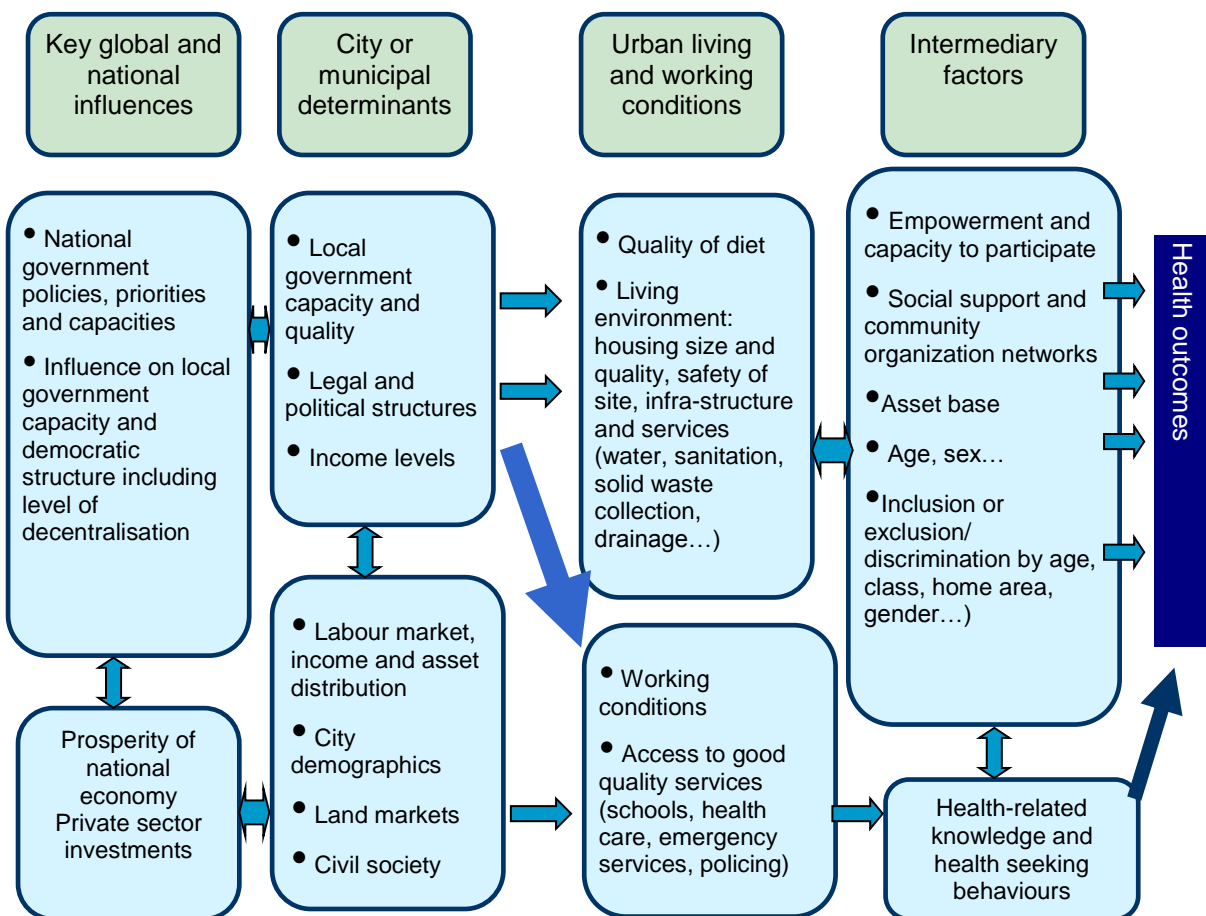 Key global and
national
influences
City or
municipal
determinants
Urban living
and working
conditions
Intermediary
factors
• National
government
policies, priorities
and capacities
• Influence on local
government
capacity and
democratic
structure including
level of
decentralisation
Prosperity of
national
economy
Private sector
investments
• Local
government
capacity and
quality
• Legal and
political structures
• Income levels
• Labour market,
income and asset
distribution
• City
demographics
• Land markets
• Civil society
• Quality of diet
• Living
environment:
housing size and
quality, safety of
site, infra-structure
and services
(water, sanitation,
solid waste
collection,
drainage…)
• Working
conditions
• Access to good
quality services
(schools, health
care, emergency
services, policing)
• Empowerment and
capacity to participate
• Social support and
community
organization networks
•Asset base
• Age, sex…
•Inclusion or
exclusion/
discrimination by age,
class, home area,
gender…)
Health-related
knowledge and
health seeking
behaviours
Health outcomes